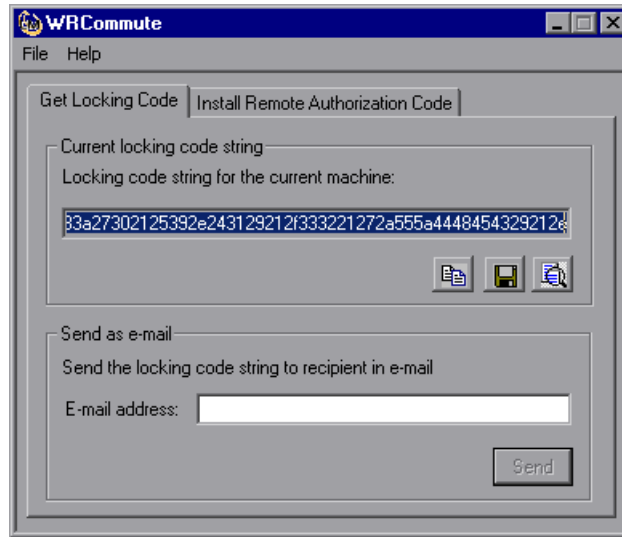 WRCommute
File Help
Get Locking Code Install Remote Authorization Code
Current locking code string
Locking code string for the current machine:
33a27302125392e243129212f333221272a555a4448454329212e
Send as e-mail
Send the locking code string to recipient in e-mail
E-mail address:
Send